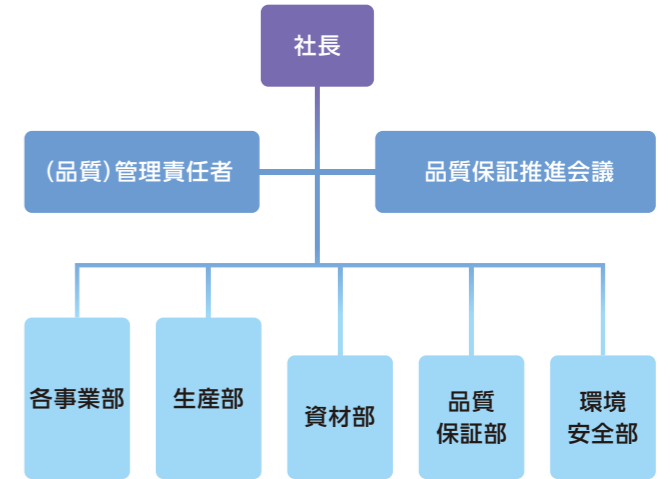 社長
(品質)管理責任者
品質保証推進会議
各事業部
生産部
資材部
品質
保証部
環境
安全部